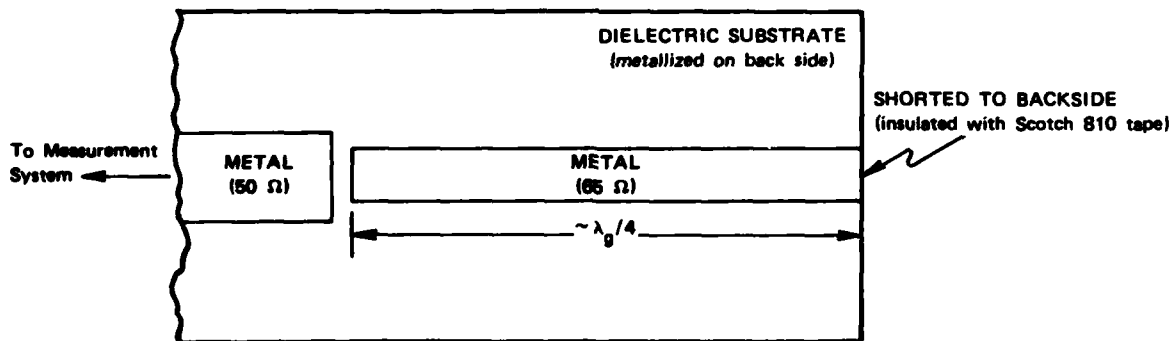 DIELECTRIC SUBSTRATE
(metallized on back side)
SHORTED TO BACKSIDE
(insulated with Scotch 810 tape)
To Measurement
System
METAL
(50 Ω)
METAL
(65 Ω)
~ λg/4